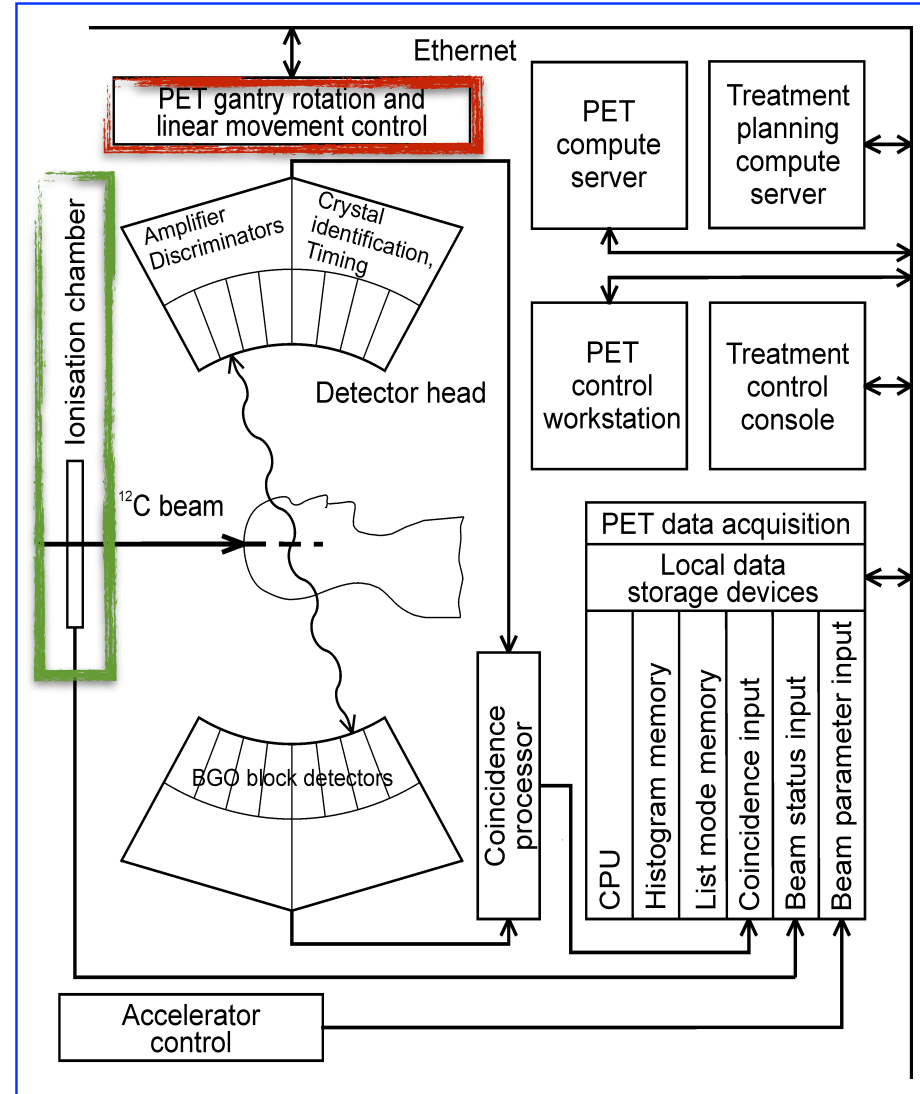 Ethernet
PET gantry rotation and
linear movement control
PET
compute
server
Treatment
planning
compute
server
Ionisation chamber
Amplifier
Discriminators
Crystal
identification,
Timing
Detector head
PET
control
workstation
Treatment
control
console
¹²C beam
PET data acquisition
Local data
storage devices
CPU
Histogram memory
List mode memory
Coincidence input
Beam status input
Beam parameter input
Coincidence
processor
BGO block detectors
Accelerator
control